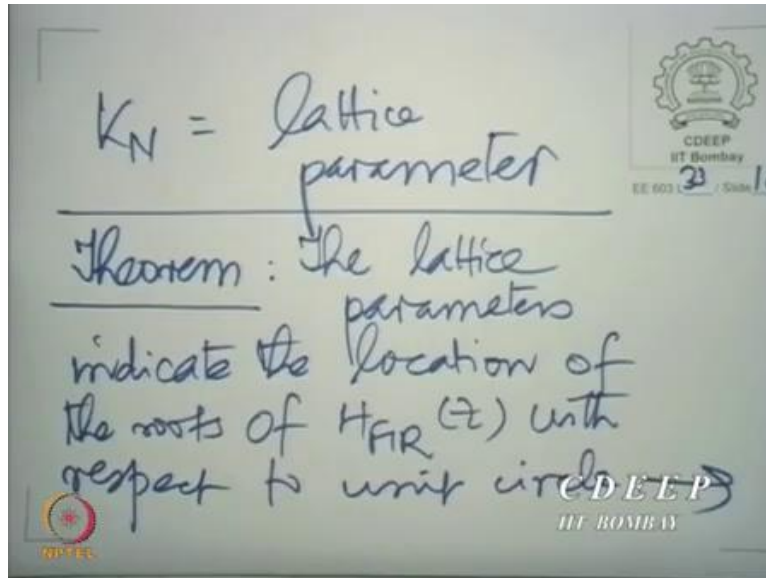 K_N = lattice
parameter
Theorem : The lattice
parameters
indicate the location of
the roots of H_FIR (z) with
respect to unit circle →
CDEEP
IIT Bombay
EE 603 L 33 / Slide 1
CDEEP
IIT BOMBAY
NPTEL